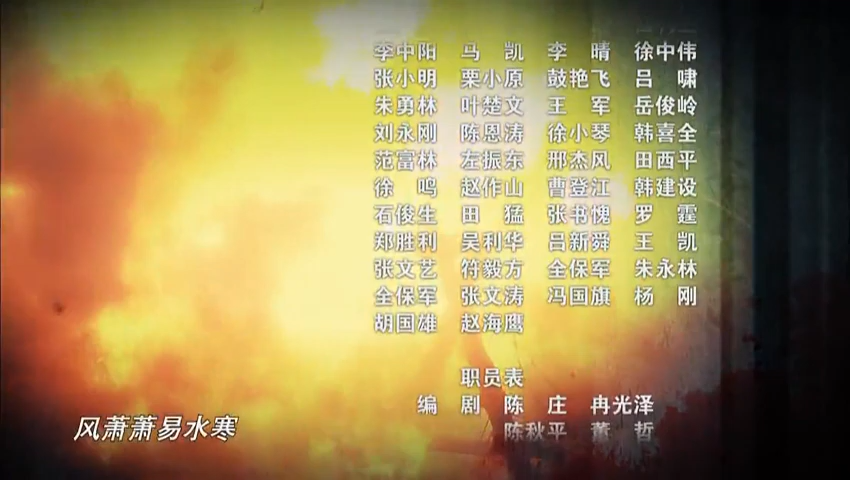 李中阳 马凯 李晴 徐中伟
张小明 栗小原 鼓艳飞 吕啸
朱勇林 叶楚文 王军 岳俊岭
刘永刚 陈恩涛 徐小琴 韩喜全
范富林 左振东 邢杰风 田西平
徐鸣 赵作山 曹登江 韩建设
石俊生 田猛 张书愧 罗霆
郑胜利 吴利华 吕新舜 王凯
张文艺 符毅方 全保军 朱永林
全保军 张文涛 冯国旗 杨刚
胡国雄 赵海鹰
职员表
编剧 陈庄 冉光泽
陈秋平 董哲
风萧萧易水寒